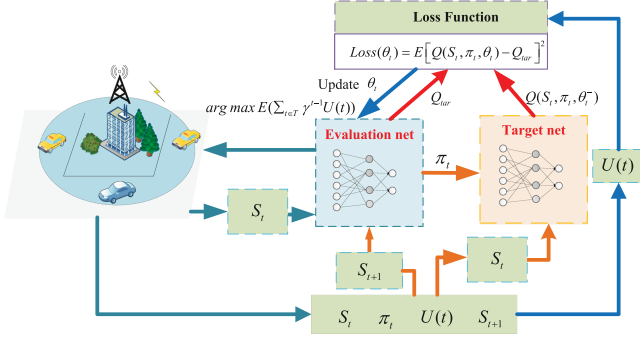 Loss Function
Loss(θ_t) = E[Q(S_t, π_t, θ_t) − Q_tar]^2
Update θ_t
arg max E(∑_{t∈T} γ^{t−1} U(t))
Q_tar
Q(S_t, π_t, θ_t^−)
Evaluation net
Target net
π_t
U(t)
S_t
S_{t+1}
S_t
S_t π_t U(t) S_{t+1}